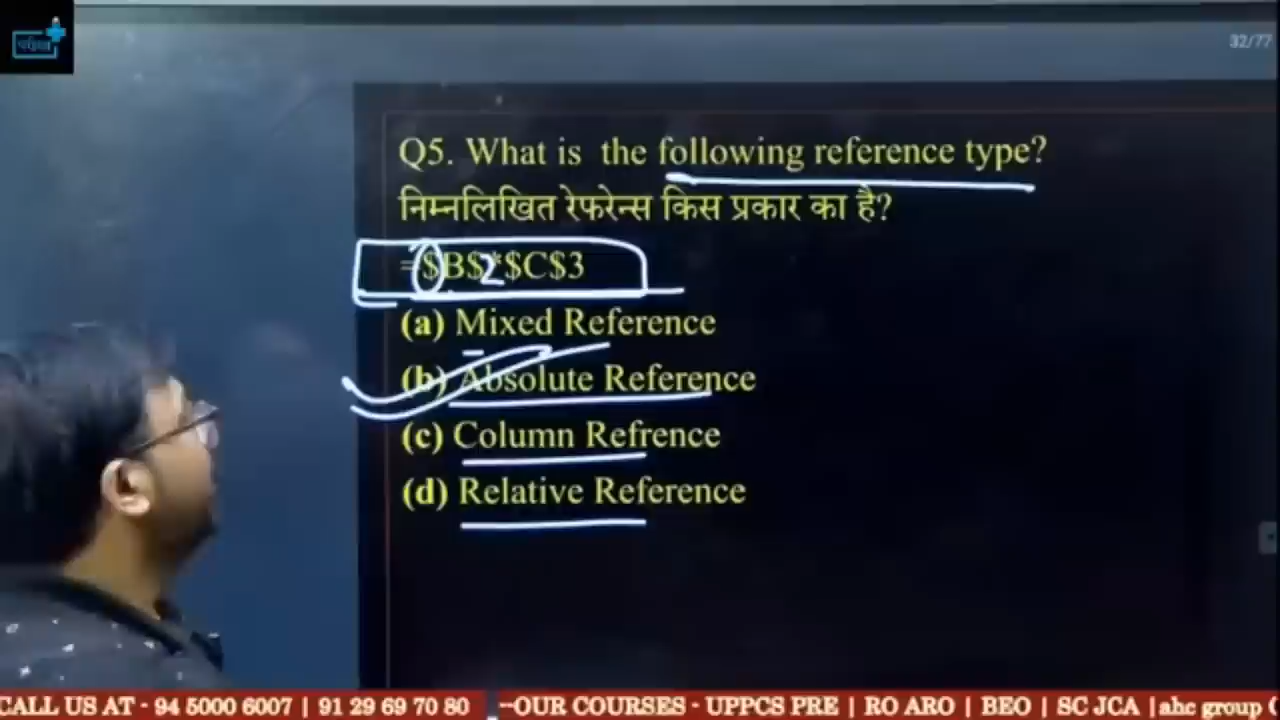 32/77
Q5. What is the following reference type?
निम्नलिखित रेफरेन्स किस प्रकार का है?
=$B$2*$C$3
(a) Mixed Reference
(b) Absolute Reference
(c) Column Refrence
(d) Relative Reference
CALL US AT - 94 5000 6007 | 91 29 69 70 80 --OUR COURSES - UPPCS PRE | RO ARO | BEO | SC JCA | ahc group